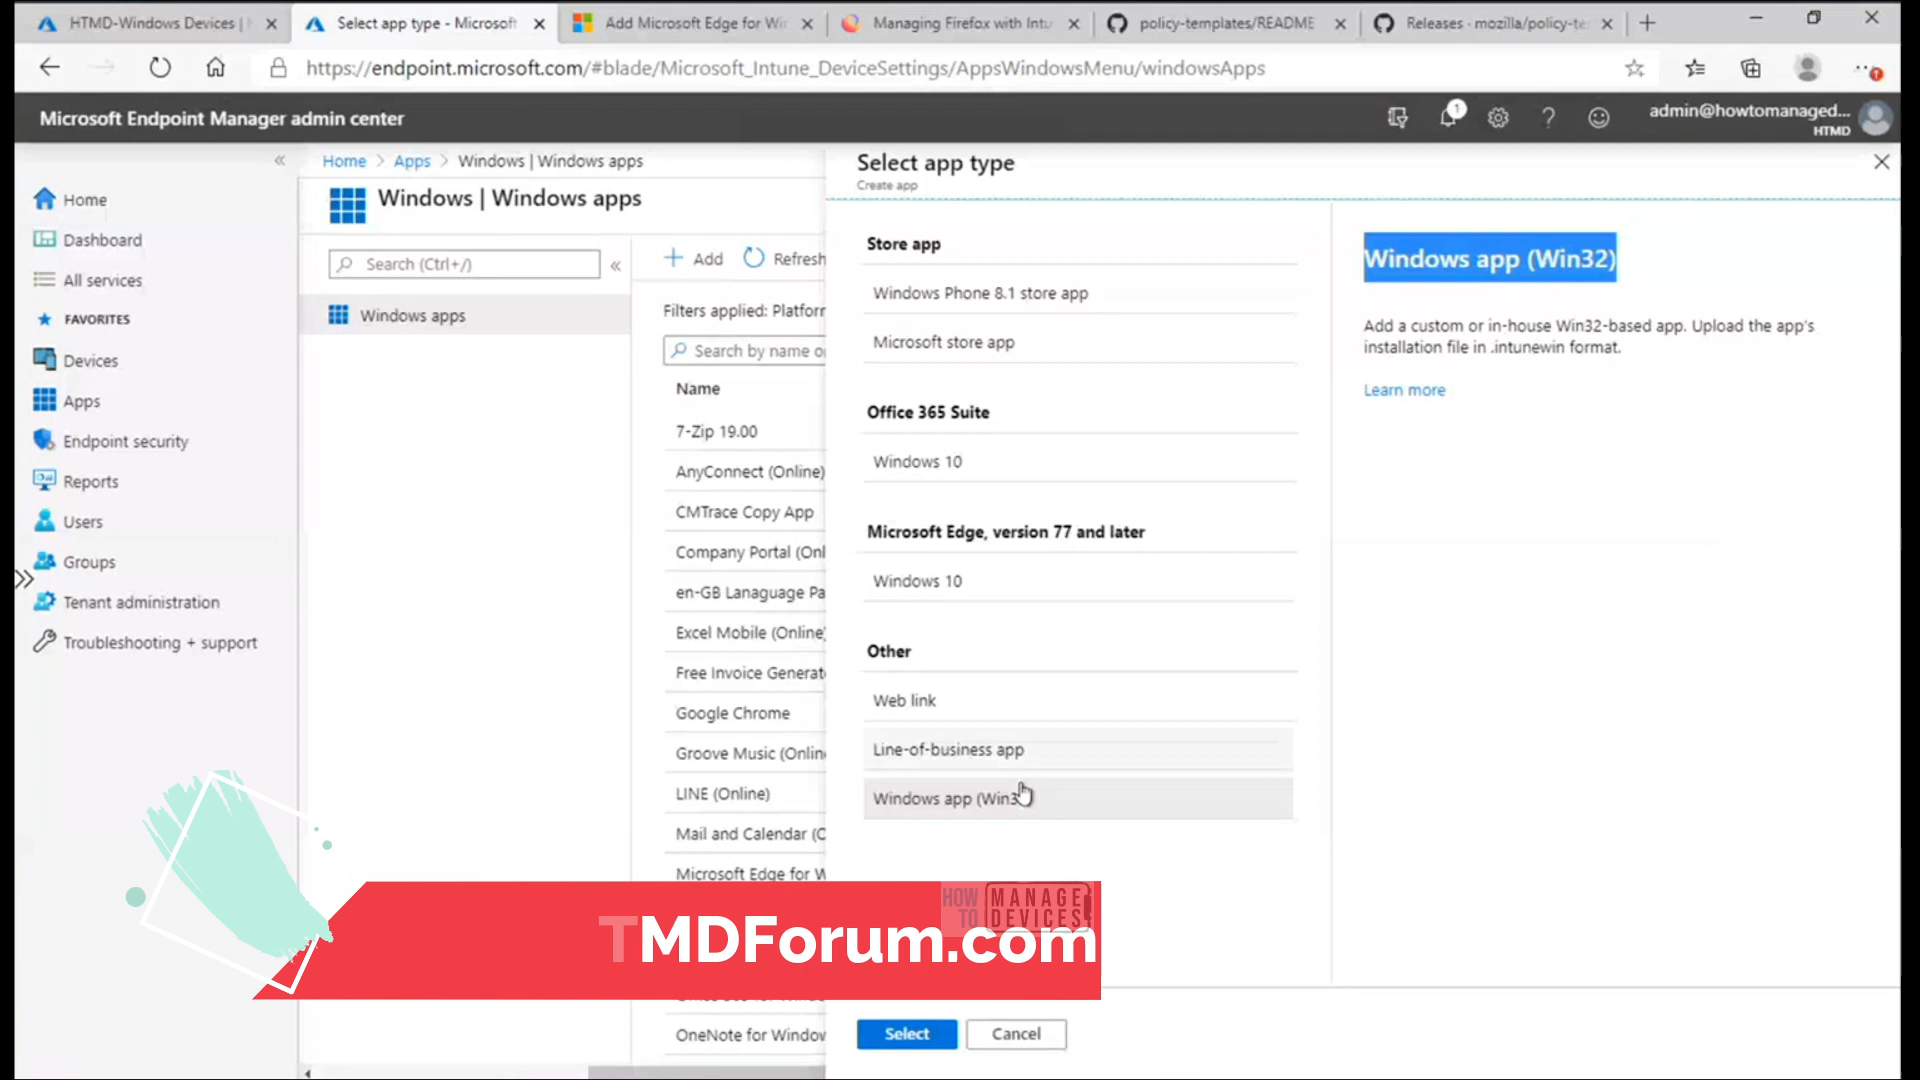 HTMD-Windows Devices |
Select app type - Microsoft
Add Microsoft Edge for Wi
Managing Firefox with Intu
policy-templates/README
Releases · mozilla/policy-te
https://endpoint.microsoft.com/#blade/Microsoft_Intune_DeviceSettings/AppsWindowsMenu/windowsApps
Microsoft Endpoint Manager admin center
1
admin@howtomanaged...
HTMD
Home > Apps > Windows | Windows apps
Windows | Windows apps
Search (Ctrl+/)
Windows apps
Home
Dashboard
All services
FAVORITES
Devices
Apps
Endpoint security
Reports
Users
Groups
Tenant administration
Troubleshooting + support
Add
Refresh
Filters applied: Platfor
Search by name o
Name
7-Zip 19.00
AnyConnect (Online)
CMTrace Copy App
Company Portal (Onl
en-GB Lanaguage Pa
Excel Mobile (Online)
Free Invoice Generat
Google Chrome
Groove Music (Onlin
LINE (Online)
Mail and Calendar (O
Microsoft Edge for W
OneNote for Window
Select app type
Create app
Store app
Windows Phone 8.1 store app
Microsoft store app
Office 365 Suite
Windows 10
Microsoft Edge, version 77 and later
Windows 10
Other
Web link
Line-of-business app
Windows app (Win3
Windows app (Win32)
Add a custom or in-house Win32-based app. Upload the app's
installation file in .intunewin format.
Learn more
Select
Cancel
HOW
TO
MANAGE
DEVICES
TMDForum.com